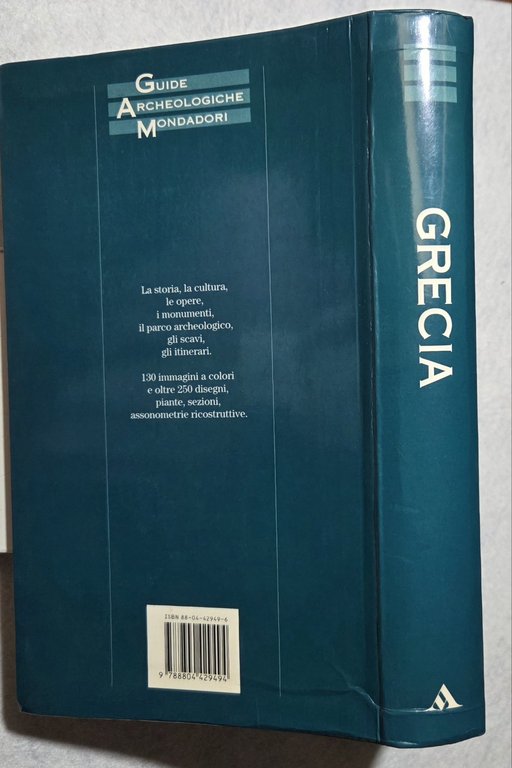 GUIDE
ARCHEOLOGICHE
MONDADORI
La storia, la cultura,
le opere,
i monumenti,
il parco archeologico,
gli scavi,
gli itinerari.
130 immagini a colori
e oltre 250 disegni,
piante, sezioni,
assonometrie ricostruttive.
ISBN 88-04-42949-6
9 788804 429494
GRECIA